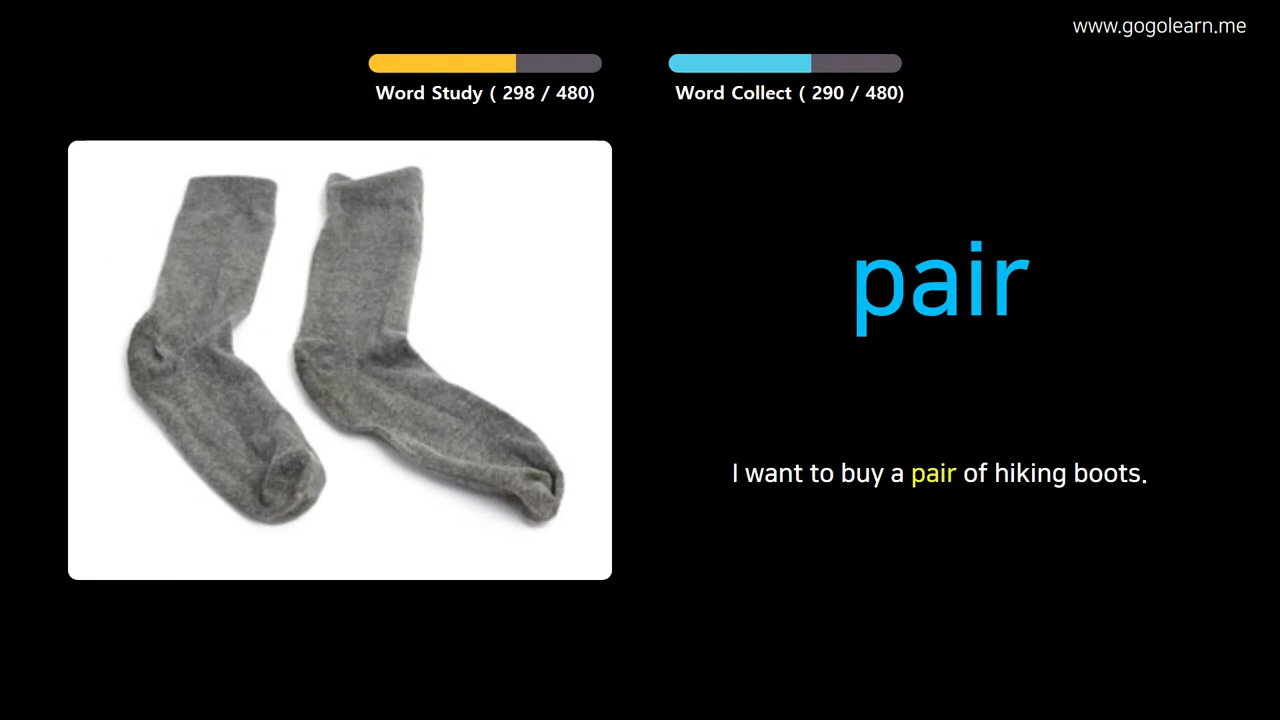 www.gogolearn.me
Word Study ( 298 / 480)
Word Collect ( 290 / 480)
pair
I want to buy a pair of hiking boots.